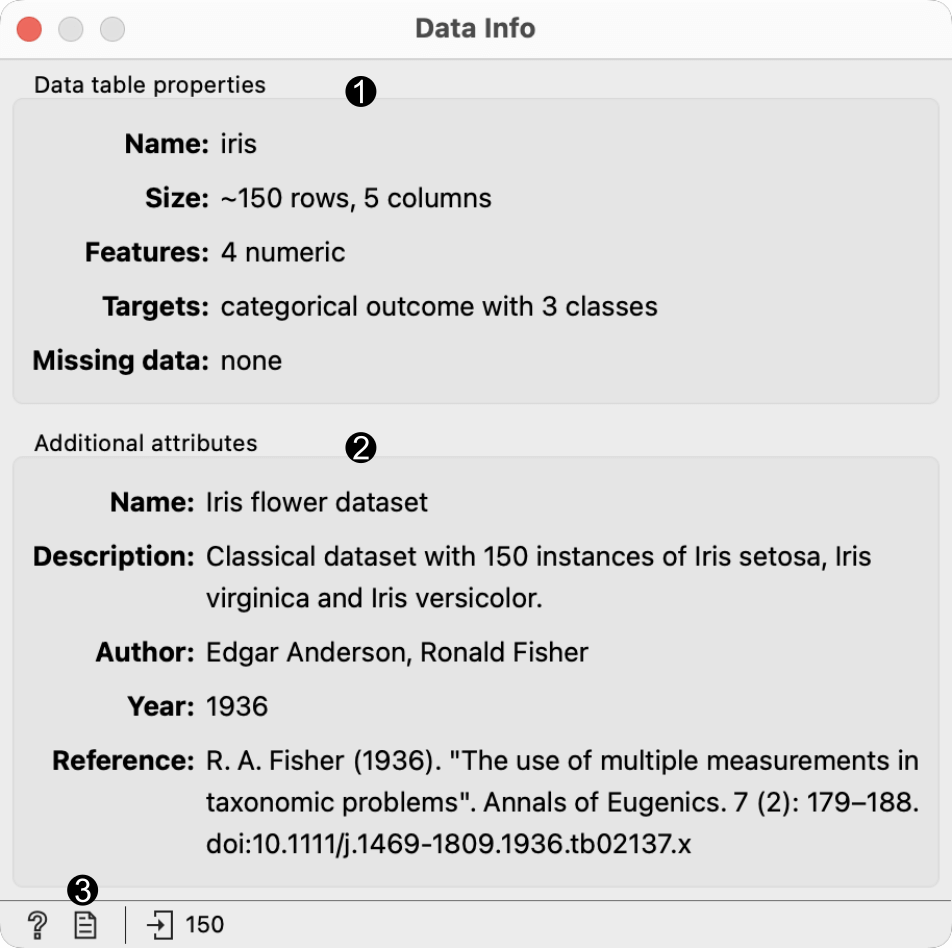 Data Info
Data table properties
1
Name: iris
Size: ~150 rows, 5 columns
Features: 4 numeric
Targets: categorical outcome with 3 classes
Missing data: none
Additional attributes
2
Name: Iris flower dataset
Description: Classical dataset with 150 instances of Iris setosa, Iris
virginica and Iris versicolor.
Author: Edgar Anderson, Ronald Fisher
Year: 1936
Reference: R. A. Fisher (1936). "The use of multiple measurements in
taxonomic problems". Annals of Eugenics. 7 (2): 179–188.
doi:10.1111/j.1469-1809.1936.tb02137.x
3
? 150